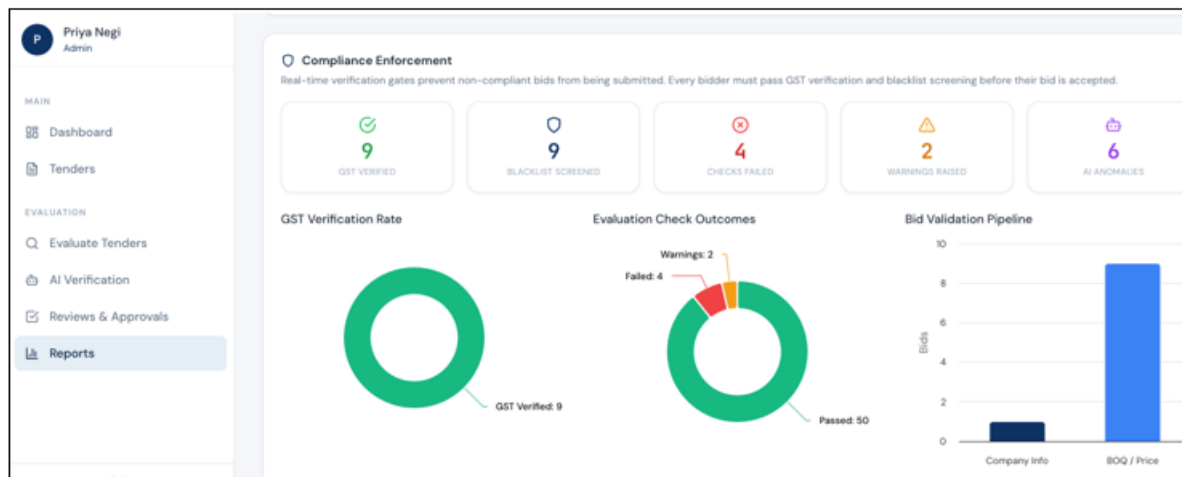 P
Priya Negi
Admin
MAIN
Dashboard
Tenders
EVALUATION
Evaluate Tenders
AI Verification
Reviews & Approvals
Reports
Compliance Enforcement
Real-time verification gates prevent non-compliant bids from being submitted. Every bidder must pass GST verification and blacklist screening before their bid is accepted.
9
GST VERIFIED
9
BLACKLIST SCREENED
4
CHECKS FAILED
2
WARNINGS RAISED
6
AI ANOMALIES
GST Verification Rate
GST Verified: 9
Evaluation Check Outcomes
Warnings: 2
Failed: 4
Passed: 50
Bid Validation Pipeline
10
8
6
4
2
0
Bids
Company Info
BOQ / Price